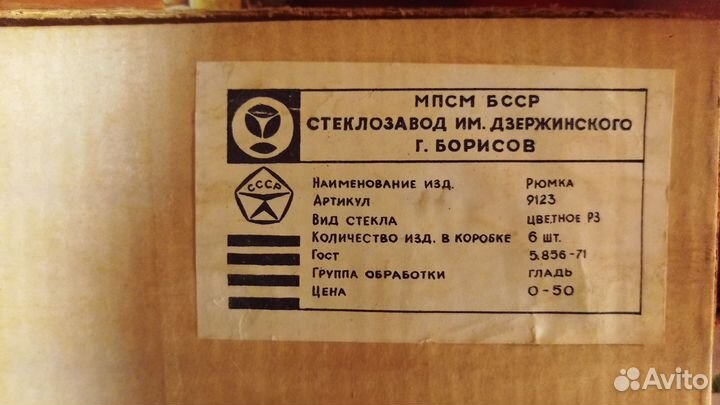 МПСМ БССР
СТЕКЛОЗАВОД ИМ. ДЗЕРЖИНСКОГО
Г. БОРИСОВ
СССР
НАИМЕНОВАНИЕ ИЗД. РЮМКА
АРТИКУЛ 9123
ВИД СТЕКЛА ЦВЕТНОЕ РЗ
КОЛИЧЕСТВО ИЗД. В КОРОБКЕ 6 ШТ.
ГОСТ 5.856-71
ГРУППА ОБРАБОТКИ ГЛАДЬ
ЦЕНА 0-50
Avito